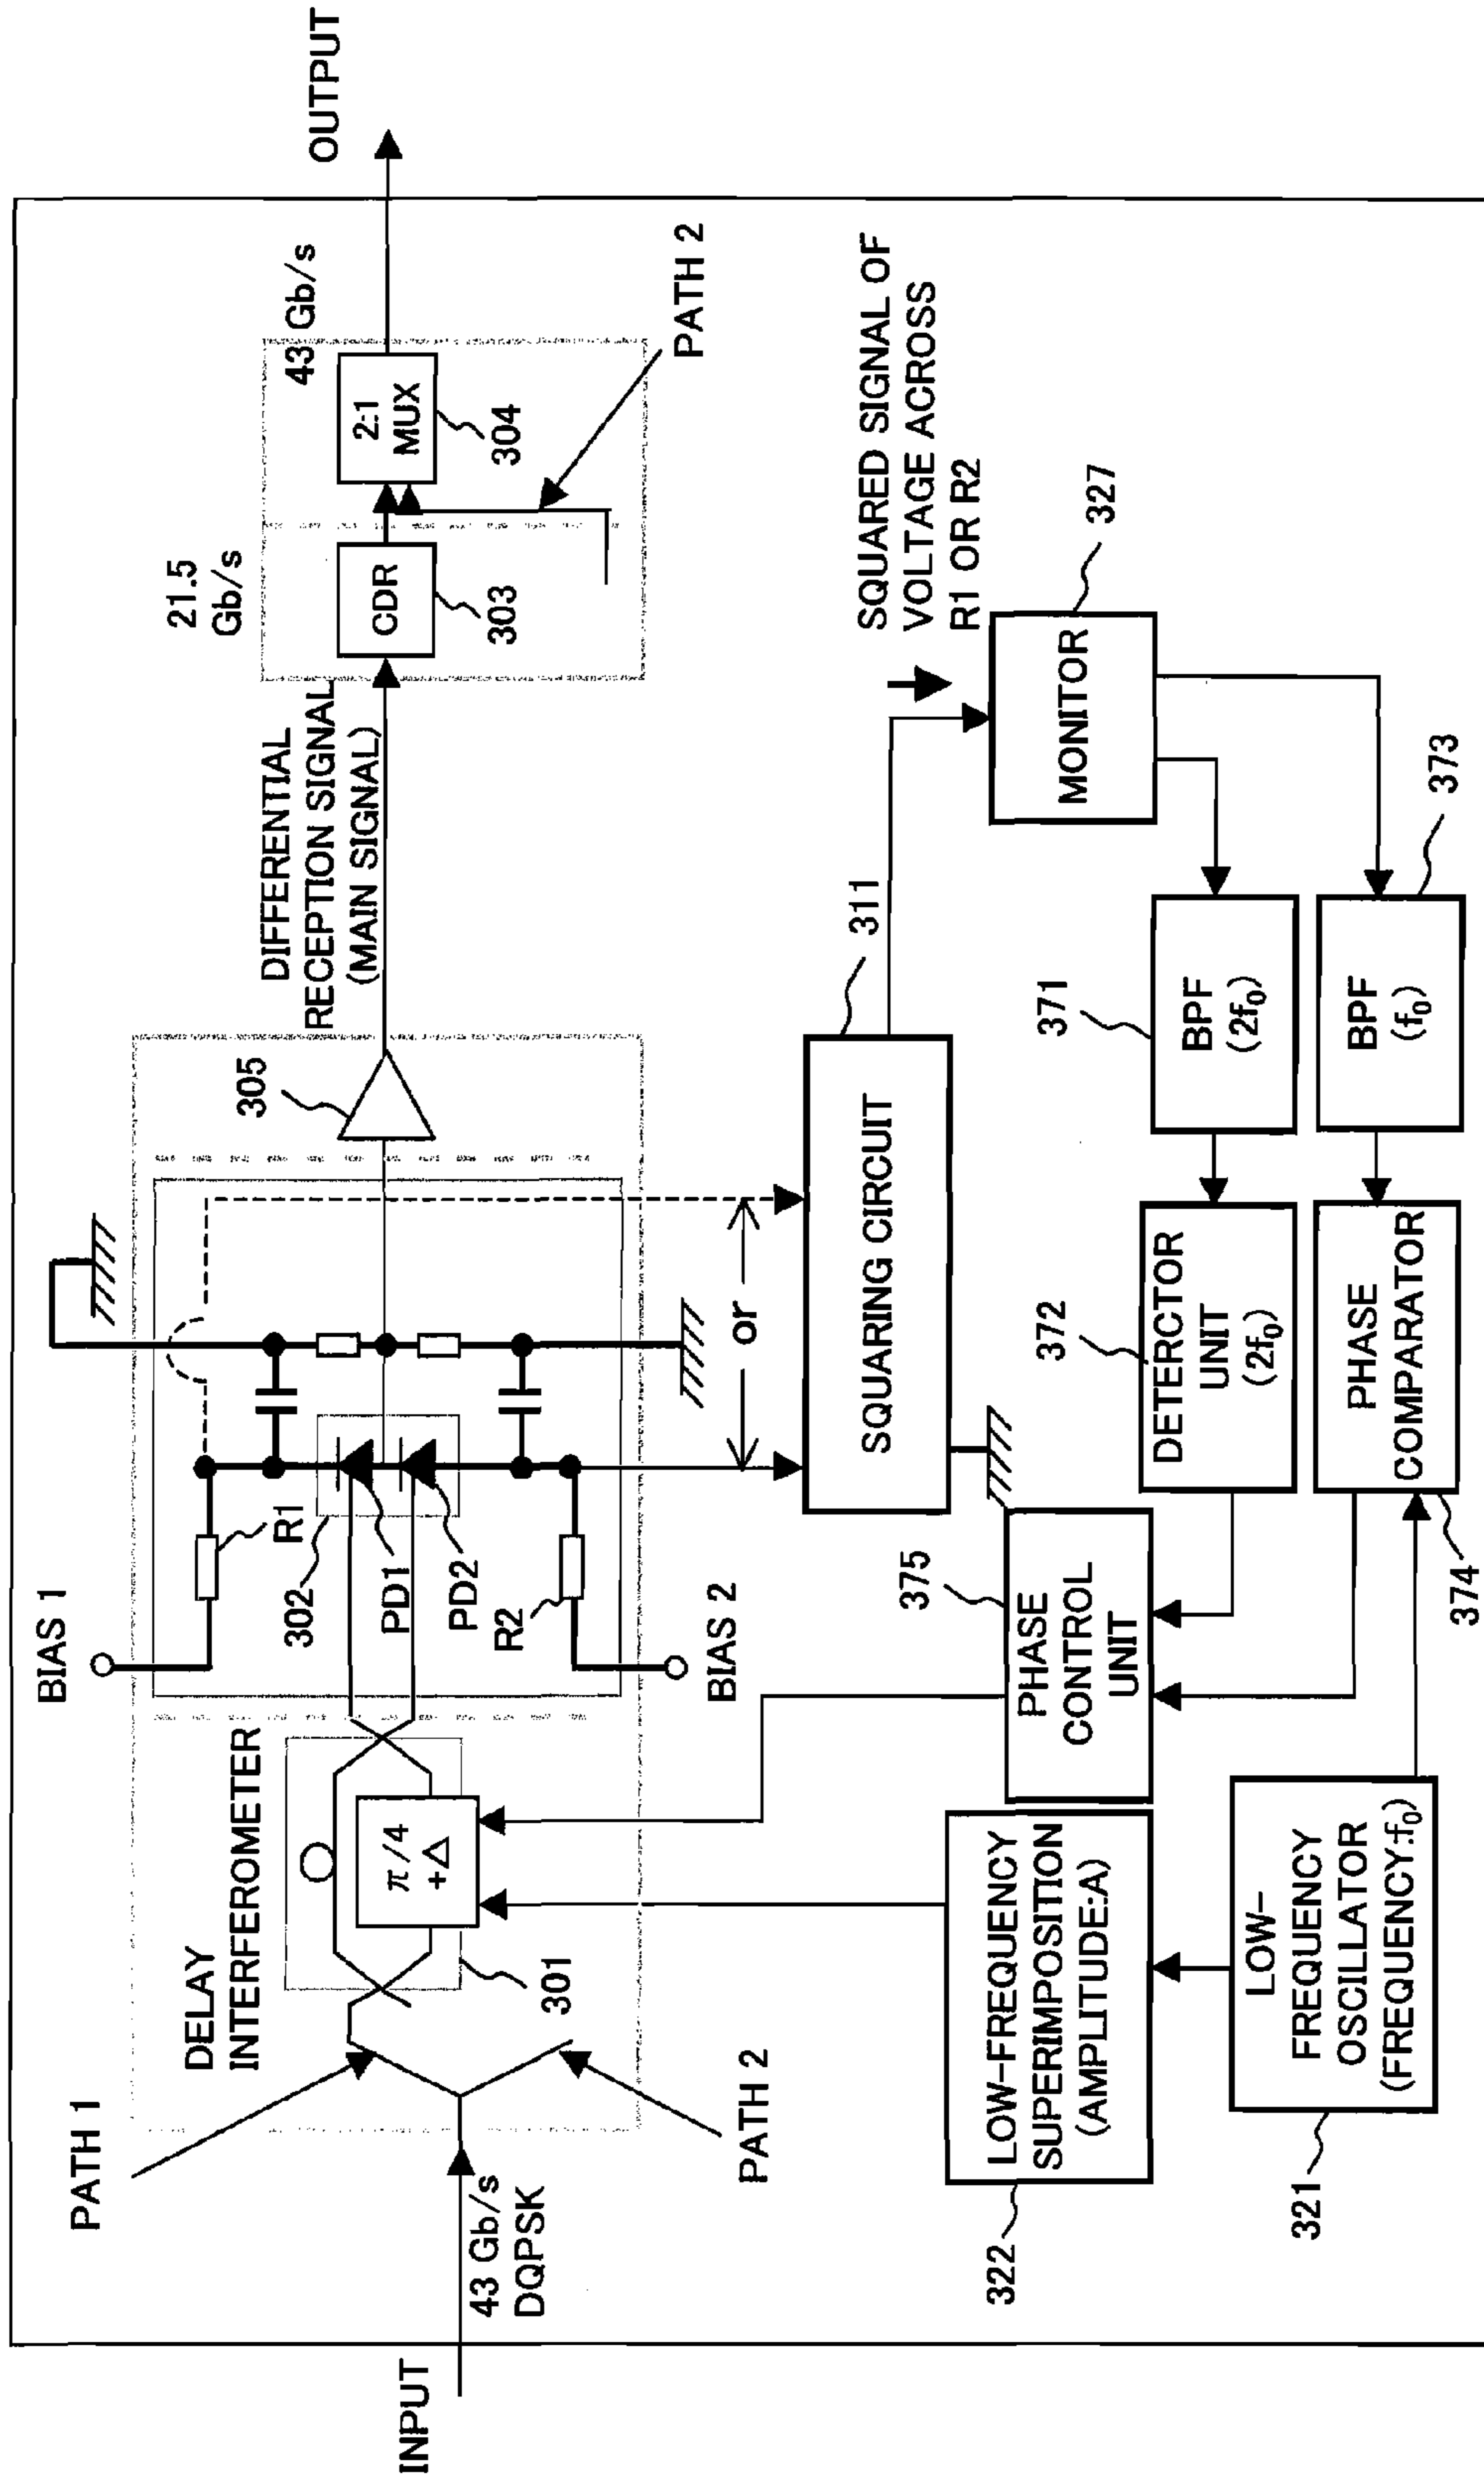 INPUT
43 Gb/s
DQPSK
PATH 1
PATH 2
DELAY
INTERFEROMETER
301
π/4
+Δ
BIAS 1
R1
302
PD1
PD2
R2
BIAS 2
305
DIFFERENTIAL
RECEPTION SIGNAL
(MAIN SIGNAL)
21.5
Gb/s
CDR
303
43 Gb/s
2:1
MUX
304
PATH 2
OUTPUT
or
SQUARING CIRCUIT
311
SQUARED SIGNAL OF
VOLTAGE ACROSS
R1 OR R2
MONITOR
327
371
BPF
(2f₀)
373
BPF
(f₀)
372
DETERCTOR
UNIT
(2f₀)
PHASE
COMPARATOR
374
375
PHASE
CONTROL
UNIT
LOW-FREQUENCY
SUPERIMPOSITION
(AMPLITUDE:A)
322
LOW-
FREQUENCY
OSCILLATOR
(FREQUENCY:f₀)
321